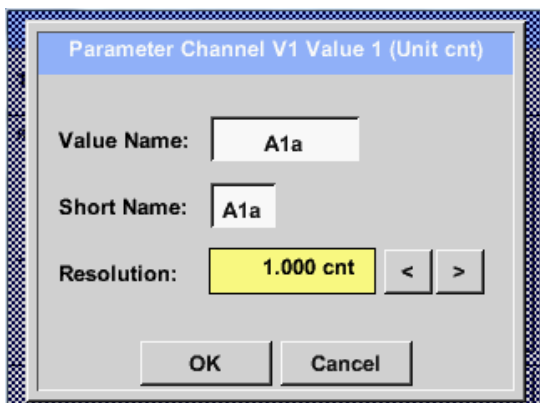 Parameter Channel V1 Value 1 (Unit cnt)
Value Name: A1a
Short Name: A1a
Resolution: 1.000 cnt < >
OK Cancel